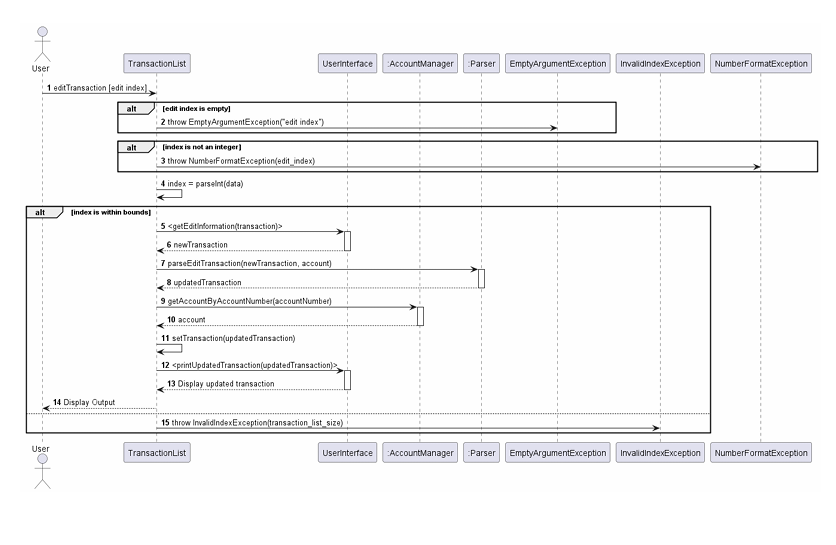 User
TransactionList
UserInterface
:AccountManager
:Parser
EmptyArgumentException
InvalidIndexException
NumberFormatException
1 editTransaction [edit index]
alt [edit index is empty]
2 throw EmptyArgumentException("edit index")
alt [index is not an integer]
3 throw NumberFormatException(edit_index)
4 index = parseInt(data)
alt [index is within bounds]
5 <getEditInformation(transaction)>
6 newTransaction
7 parseEditTransaction(newTransaction, account)
8 updatedTransaction
9 getAccountByAccountNumber(accountNumber)
10 account
11 setTransaction(updatedTransaction)
12 <printUpdatedTransaction(updatedTransaction)>
13 Display updated transaction
14 Display Output
15 throw InvalidIndexException(transaction_list_size)
User
TransactionList
UserInterface
:AccountManager
:Parser
EmptyArgumentException
InvalidIndexException
NumberFormatException